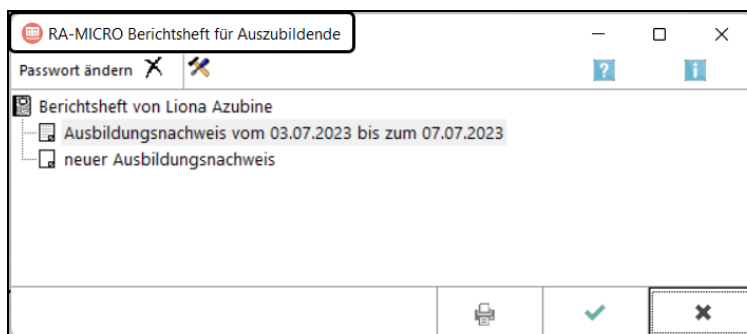 RA-MICRO Berichtsheft für Auszubildende
Passwort ändern
?
i
Berichtsheft von Liona Azubine
Ausbildungsnachweis vom 03.07.2023 bis zum 07.07.2023
neuer Ausbildungsnachweis